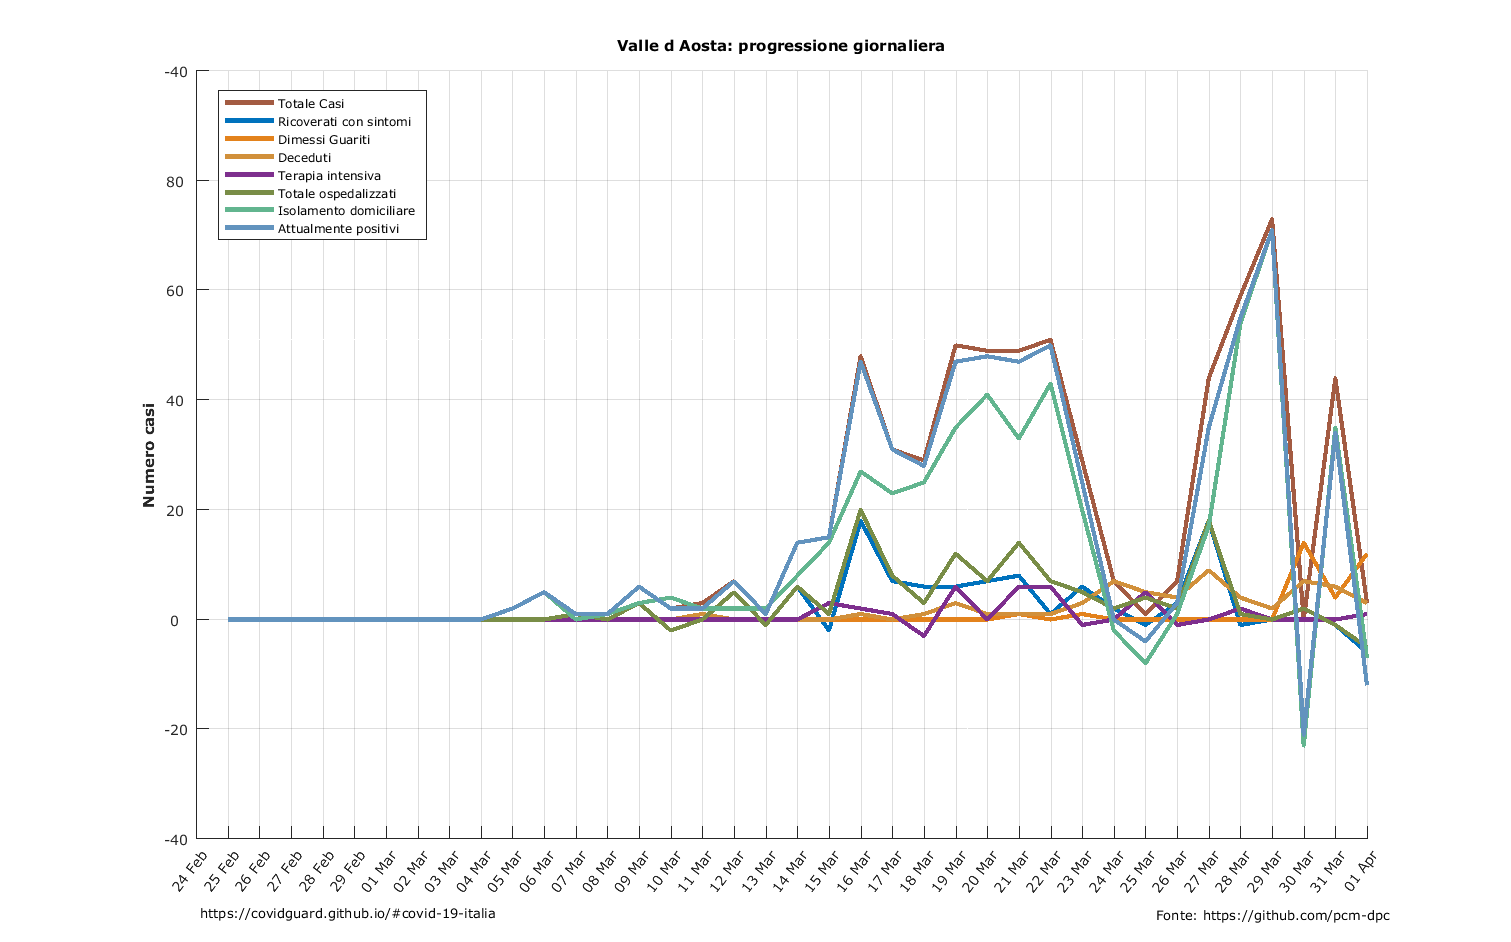 Valle d Aosta: progressione giornaliera
-40
80
60
40
20
0
-20
-40
Numero casi
Totale Casi
Ricoverati con sintomi
Dimessi Guariti
Deceduti
Terapia intensiva
Totale ospedalizzati
Isolamento domiciliare
Attualmente positivi
24 Feb
25 Feb
26 Feb
27 Feb
28 Feb
29 Feb
01 Mar
02 Mar
03 Mar
04 Mar
05 Mar
06 Mar
07 Mar
08 Mar
09 Mar
10 Mar
11 Mar
12 Mar
13 Mar
14 Mar
15 Mar
16 Mar
17 Mar
18 Mar
19 Mar
20 Mar
21 Mar
22 Mar
23 Mar
24 Mar
25 Mar
26 Mar
27 Mar
28 Mar
29 Mar
30 Mar
31 Mar
01 Apr
https://covidguard.github.io/#covid-19-italia
Fonte: https://github.com/pcm-dpc